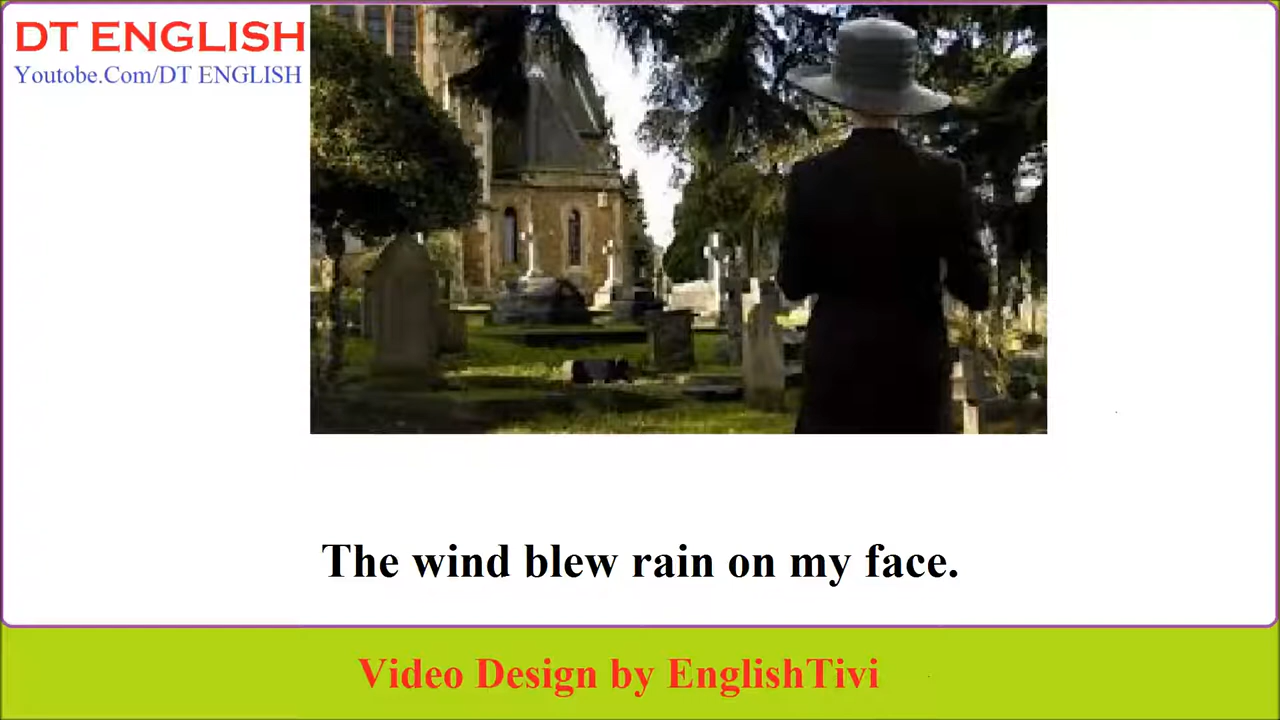 DT ENGLISH
Youtobe.Com/DT ENGLISH
The wind blew rain on my face.
Video Design by EnglishTivi